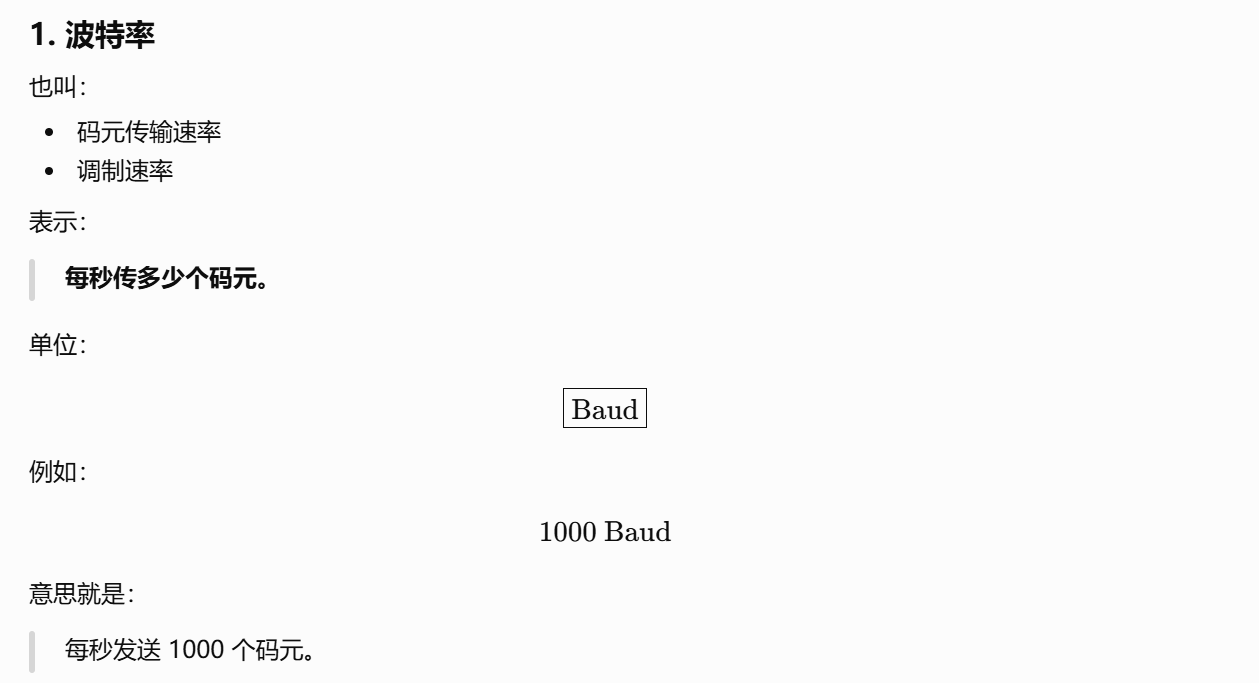 1. 波特率
也叫：
• 码元传输速率
• 调制速率
表示：
每秒传多少个码元。
单位：
Baud
例如：
1000 Baud
意思就是：
每秒发送 1000 个码元。